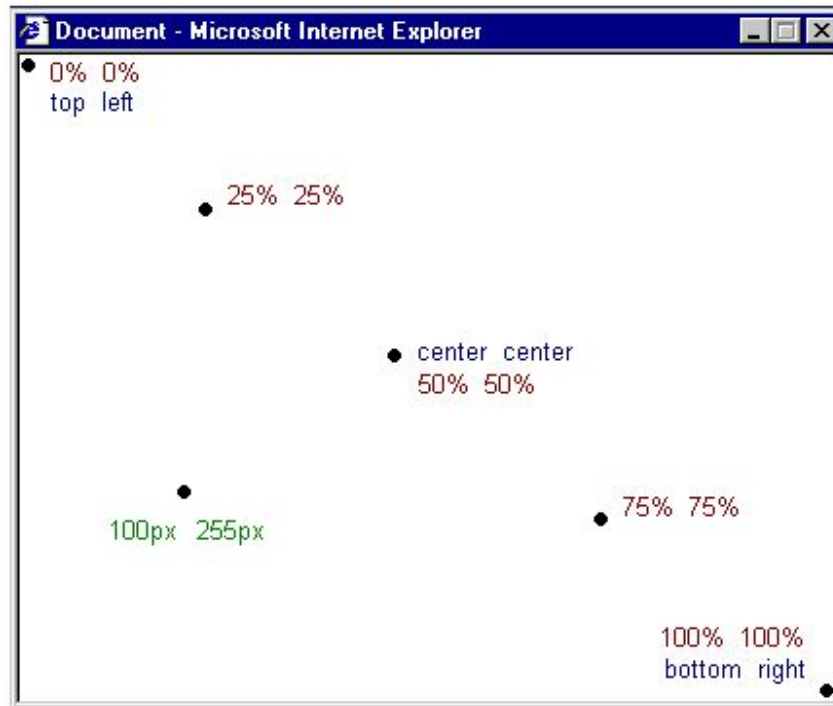 Document - Microsoft Internet Explorer
0% 0%
top left
25% 25%
center center
50% 50%
100px 255px
75% 75%
100% 100%
bottom right